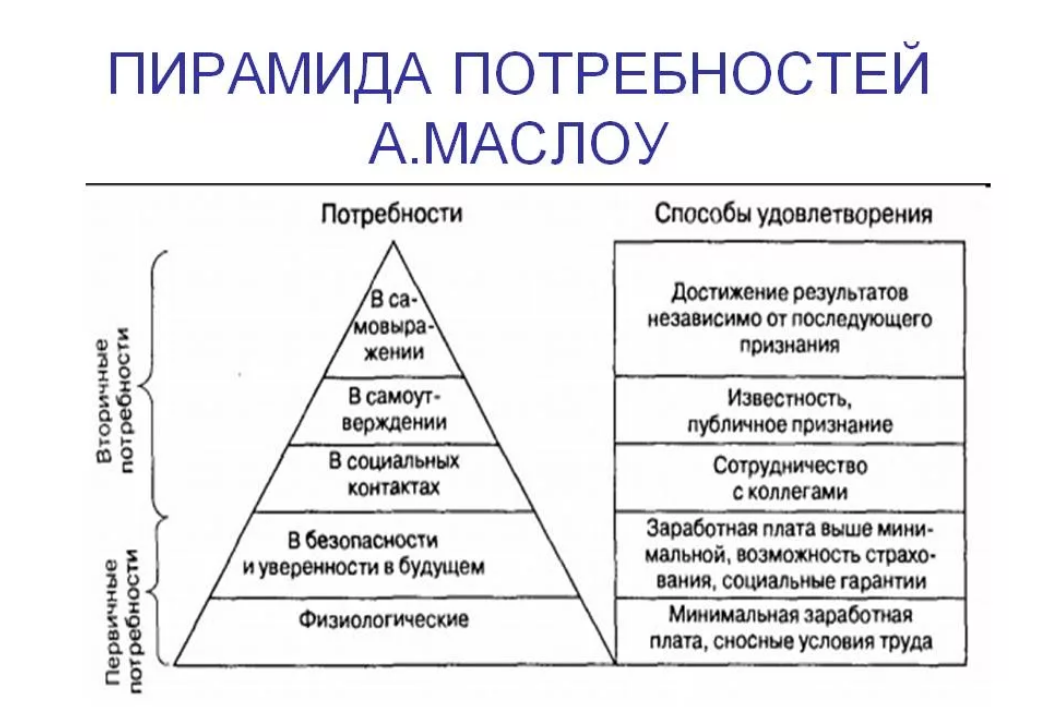 ПИРАМИДА ПОТРЕБНОСТЕЙ
А.МАСЛОУ
Потребности
Способы удовлетворения
Вторичные
потребности
В са-
мовыра-
жении
Достижение результатов
независимо от последующего
признания
В самоут-
верждении
Известность,
публичное признание
В социальных
контактах
Сотрудничество
с коллегами
Первичные
потребности
В безопасности
и уверенности в будущем
Заработная плата выше мини-
мальной, возможность страхо-
вания, социальные гарантии
Физиологические
Минимальная заработная
плата, сносные условия труда